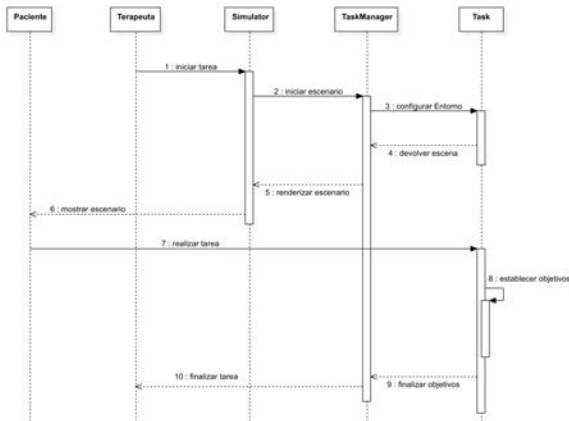 Paciente
Terapeuta
Simulator
TaskManager
Task
1 : iniciar tarea
2 : iniciar escenario
3 : configurar Entorno
4 : devolver escena
5 : renderizar escenario
6 : mostrar escenario
7 : realizar tarea
8 : establecer objetivos
9 : finalizar objetivos
10 : finalizar tarea